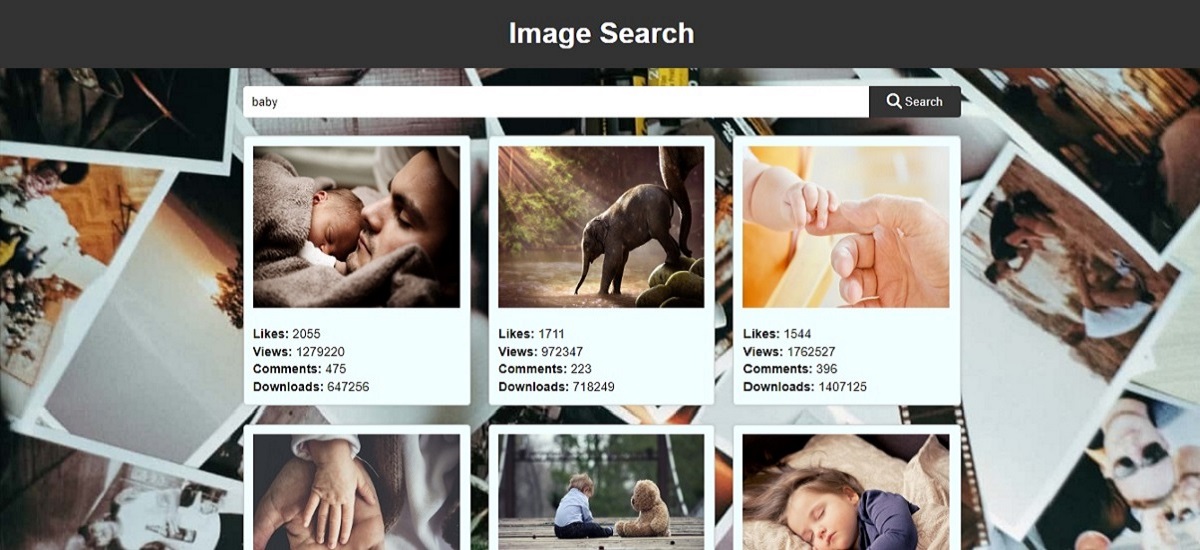 Image Search
baby
Search
Likes: 2055
Views: 1279220
Comments: 475
Downloads: 647256
Likes: 1711
Views: 972347
Comments: 223
Downloads: 718249
Likes: 1544
Views: 1762527
Comments: 396
Downloads: 1407125